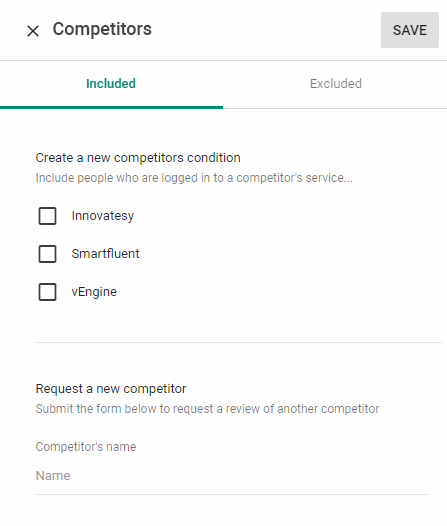 Competitors
SAVE
Included
Excluded
Create a new competitors condition
Include people who are logged in to a competitor's service...
Innovatesy
Smartfluent
vEngine
Request a new competitor
Submit the form below to request a review of another competitor
Competitor's name
Name